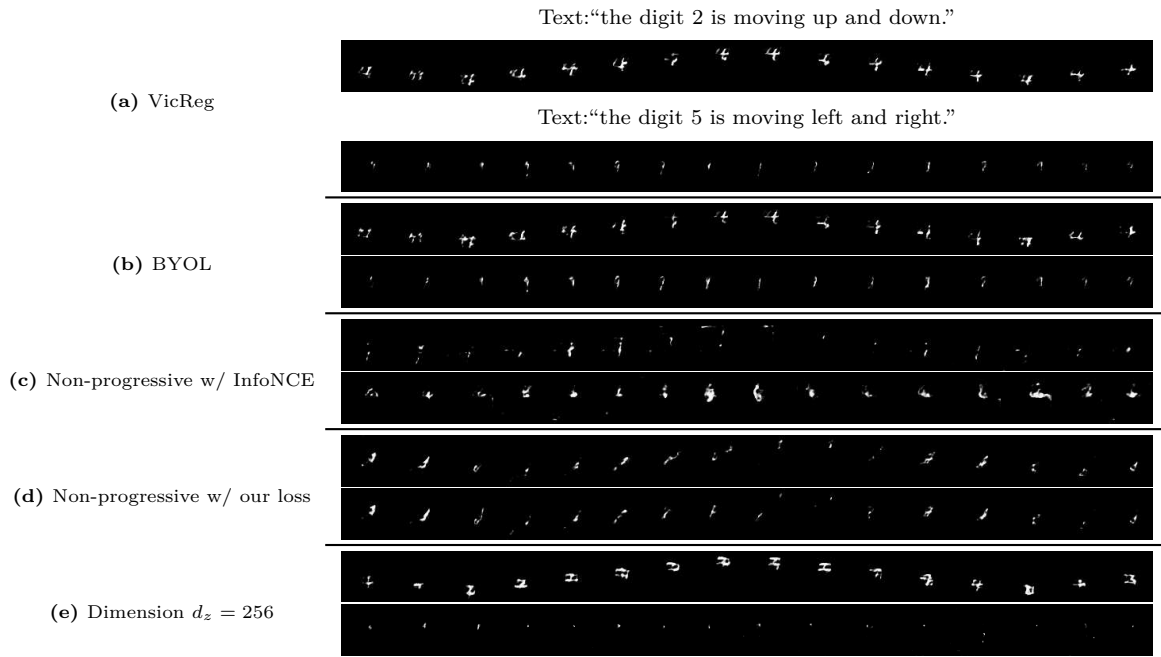 Text:“the digit 2 is moving up and down.”
(a) VicReg
Text:“the digit 5 is moving left and right.”
(b) BYOL
(c) Non-progressive w/ InfoNCE
(d) Non-progressive w/ our loss
(e) Dimension d_z = 256